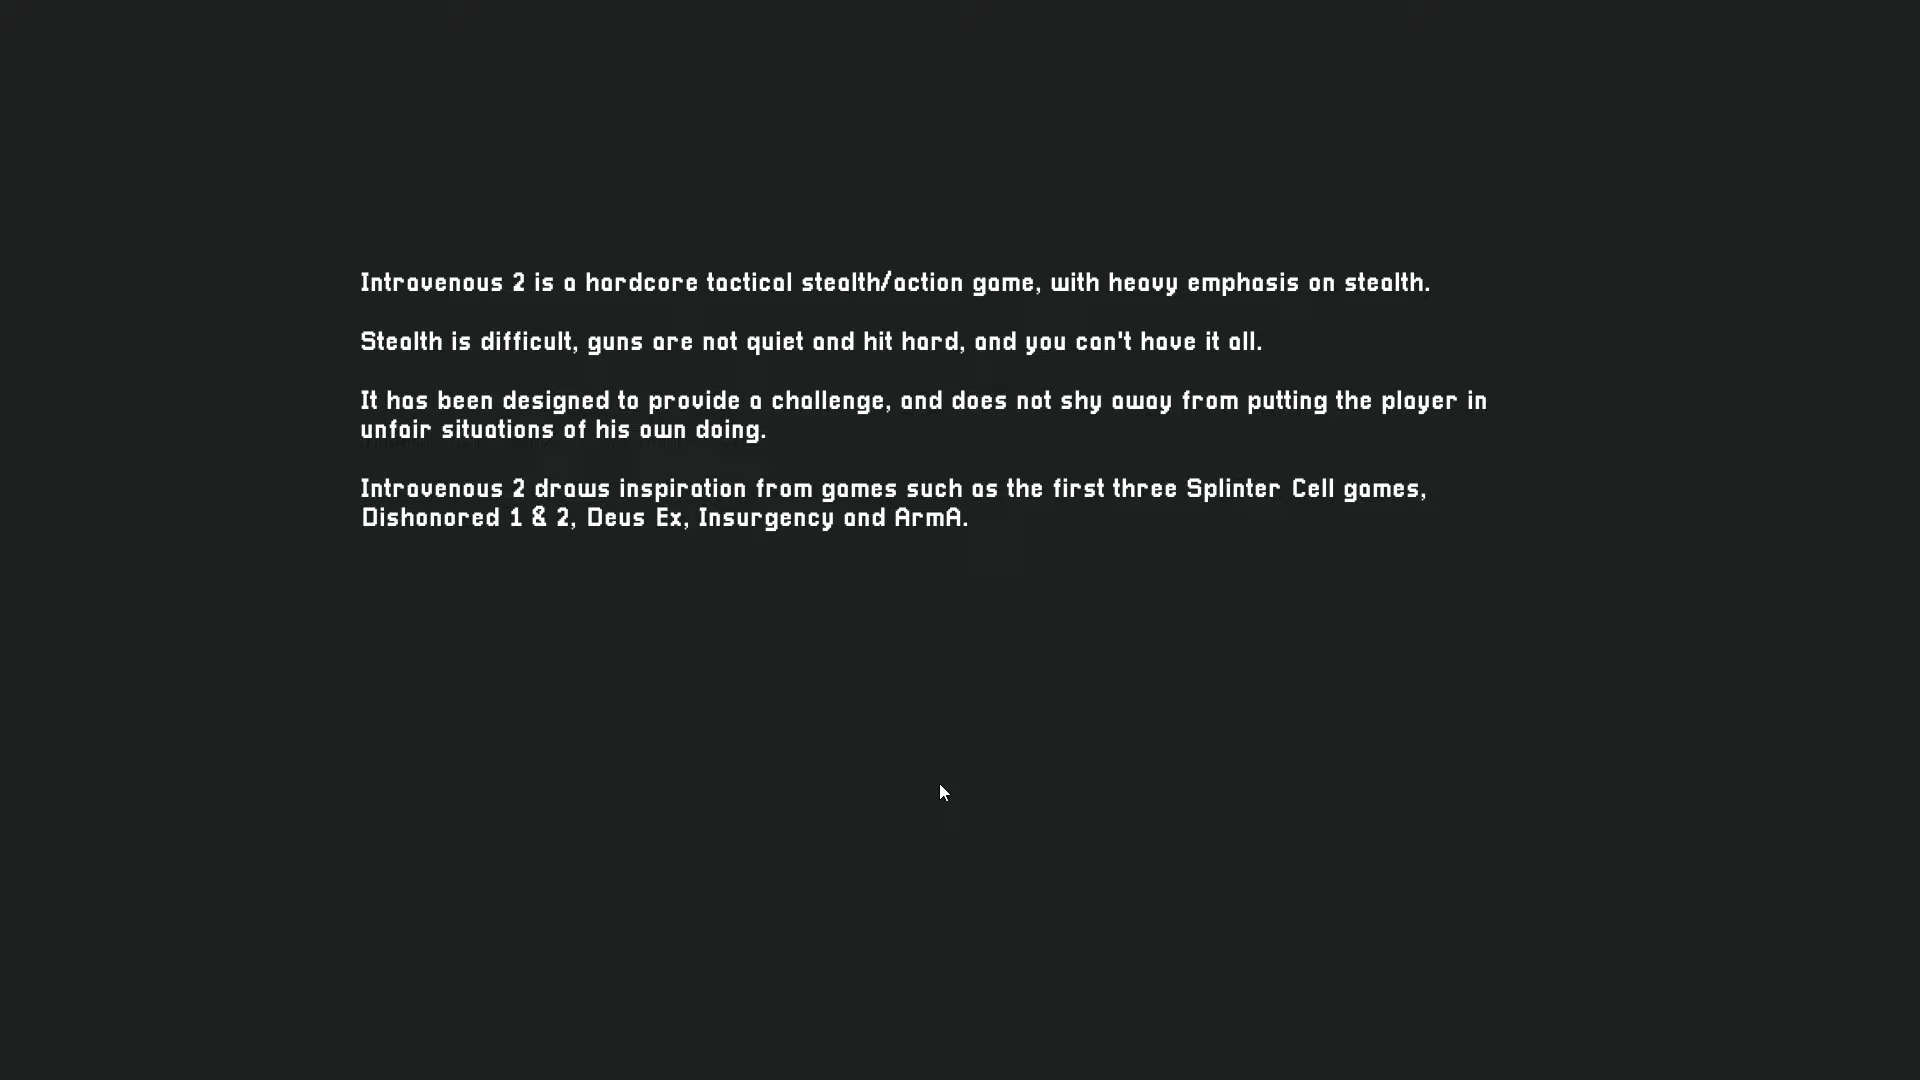 Intravenous 2 is a hardcore tactical stealth/action game, with heavy emphasis on stealth.
Stealth is difficult, guns are not quiet and hit hard, and you can't have it all.
It has been designed to provide a challenge, and does not shy away from putting the player in
unfair situations of his own doing.
Intravenous 2 draws inspiration from games such as the first three Splinter Cell games,
Dishonored 1 & 2, Deus Ex, Insurgency and ArmA.